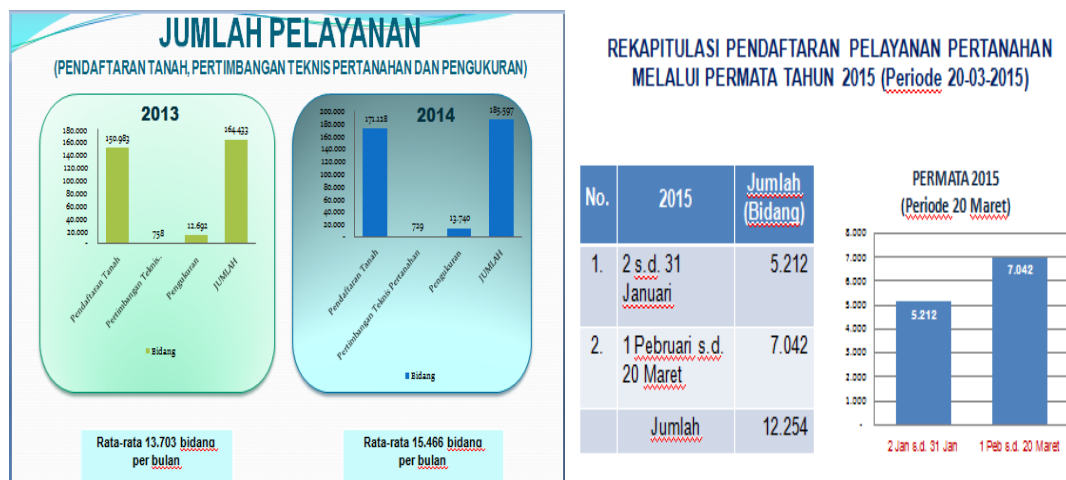 JUMLAH PELAYANAN
(PENDAFTARAN TANAH, PERTIMBANGAN TEKNIS PERTANAHAN DAN PENGUKURAN)
2013
180.000
160.000
140.000
120.000
100.000
80.000
60.000
40.000
20.000
-
150.983
758
12.692
164.433
Pendaftaran Tanah
Pertimbangan Teknis..
Pengukuran
JUMLAH
Bidang
Rata-rata 13.703 bidang
per bulan
2014
200.000
180.000
160.000
140.000
120.000
100.000
80.000
60.000
40.000
20.000
-
171.128
729
13.740
185.597
Pendaftaran Tanah
Pertimbangan Teknis Pertanahan
Pengukuran
JUMLAH
Bidang
Rata-rata 15.466 bidang
per bulan
REKAPITULASI PENDAFTARAN PELAYANAN PERTANAHAN
MELALUI PERMATA TAHUN 2015 (Periode 20-03-2015)
No. 2015 Jumlah
(Bidang)
1. 2 s.d. 31 5.212
Januari
2. 1 Pebruari s.d. 7.042
20 Maret
Jumlah 12.254
PERMATA 2015
(Periode 20 Maret)
8.000
7.000
6.000
5.000
4.000
3.000
2.000
1.000
-
5.212
7.042
2 Jan s.d. 31 Jan
1 Peb s.d. 20 Maret